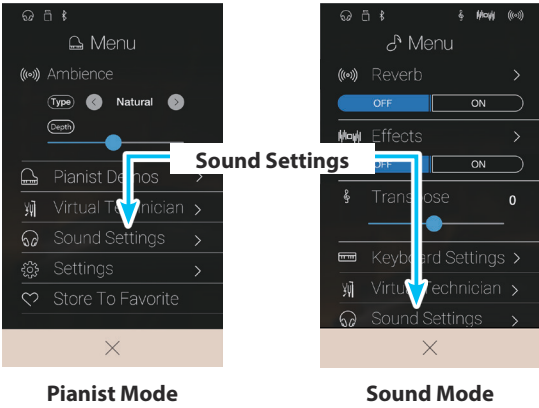 Menu
Ambience
Type
Natural
Depth
Pianist Demos
Virtual Technician
Sound Settings
Settings
Store To Favorite
Pianist Mode
Sound Settings
Menu
Reverb
OFF ON
Effects
OFF ON
Transpose 0
Keyboard Settings
Virtual Technician
Sound Settings
Sound Mode